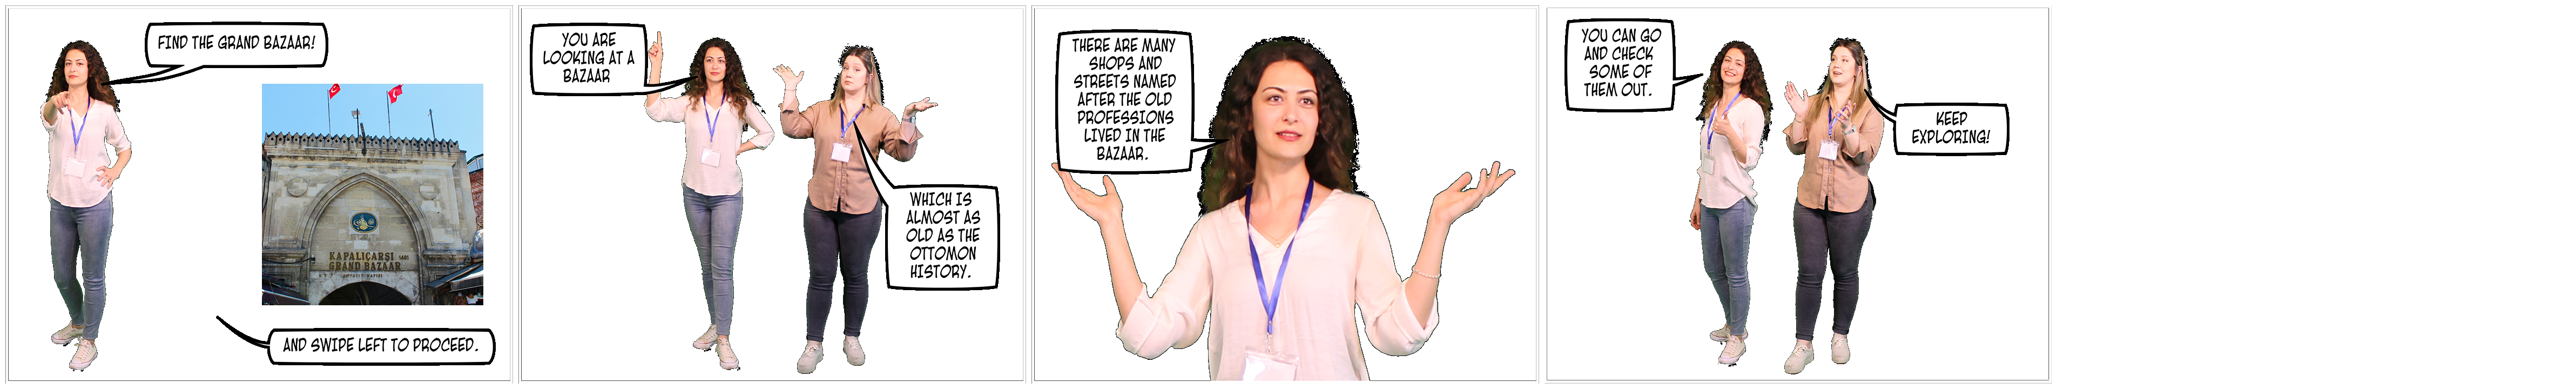 FIND THE GRAND BAZAAR!
KAPALIÇARŞI 1461
GRAND BAZAAR
AND SWIPE LEFT TO PROCEED.
YOU ARE
LOOKING AT A
BAZAAR
WHICH IS
ALMOST AS
OLD AS THE
OTTOMON
HISTORY.
THERE ARE MANY
SHOPS AND
STREETS NAMED
AFTER THE OLD
PROFESSIONS
LIVED IN THE
BAZAAR.
YOU CAN GO
AND CHECK
SOME OF
THEM OUT.
KEEP
EXPLORING!